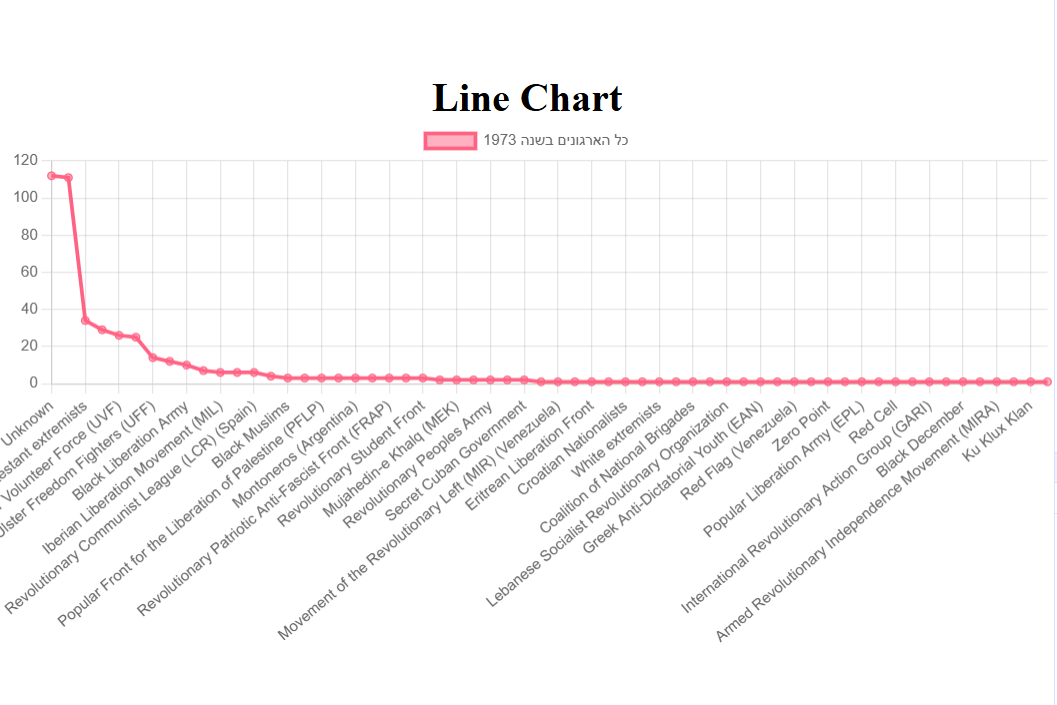 Line Chart
כל הארגונים בשנה 1973
120
100
80
60
40
20
0
Unknown
estant extremists
Volunteer Force (UVF)
Ulster Freedom Fighters (UFF)
Black Liberation Army
Iberian Liberation Movement (MIL)
Revolutionary Communist League (LCR) (Spain)
Black Muslims
Popular Front for the Liberation of Palestine (PFLP)
Montoneros (Argentina)
Revolutionary Patriotic Anti-Fascist Front (FRAP)
Revolutionary Student Front
Mujahedin-e Khalq (MEK)
Revolutionary Peoples Army
Secret Cuban Government
Movement of the Revolutionary Left (MIR) (Venezuela)
Eritrean Liberation Front
Croatian Nationalists
White extremists
Coalition of National Brigades
Lebanese Socialist Revolutionary Organization
Greek Anti-Dictatorial Youth (EAN)
Red Flag (Venezuela)
Zero Point
Popular Liberation Army (EPL)
Red Cell
International Revolutionary Action Group (GARI)
Black December
Armed Revolutionary Independence Movement (MIRA)
Ku Klux Klan